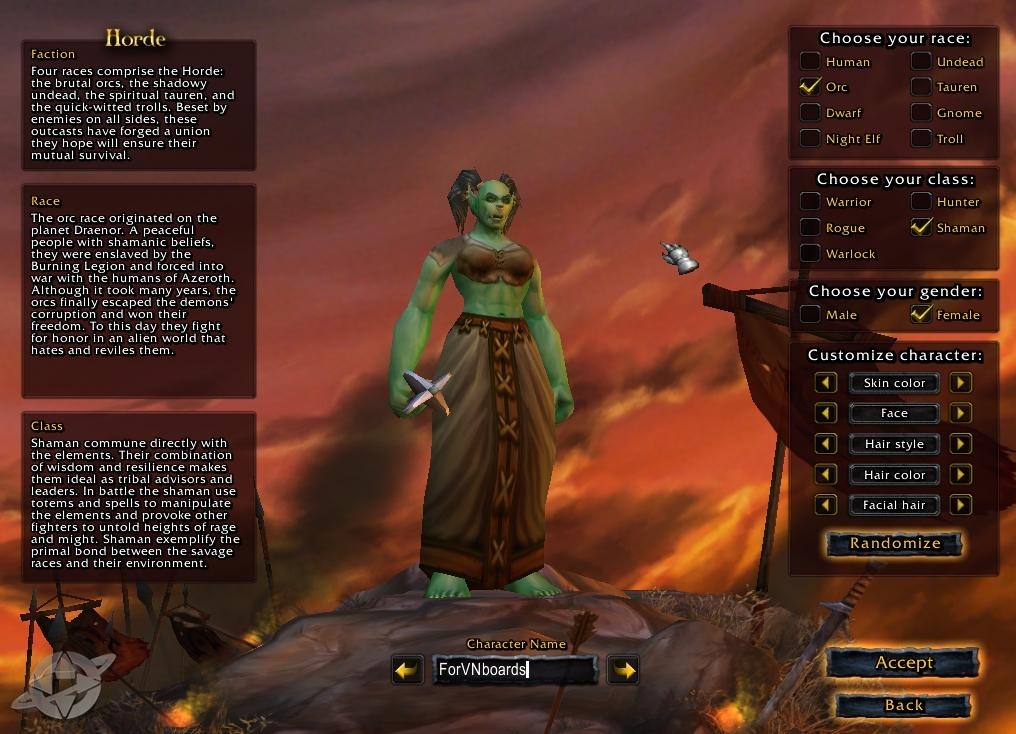 Horde
Faction
Four races comprise the Horde:
the brutal orcs, the shadowy
undead, the spiritual tauren, and
the quick-witted trolls. Beset by
enemies on all sides, these
outcasts have forged a union
they hope will ensure their
mutual survival.
Race
The orc race originated on the
planet Draenor. A peaceful
people with shamanic beliefs,
they were enslaved by the
Burning Legion and forced into
war with the humans of Azeroth.
Although it took many years, the
orcs finally escaped the demons'
corruption and won their
freedom. To this day they fight
for honor in an alien world that
hates and reviles them.
Class
Shaman commune directly with
the elements. Their combination
of wisdom and resilience makes
them ideal as tribal advisors and
leaders. In battle the shaman use
totems and spells to manipulate
the elements and provoke other
fighters to untold heights of rage
and might. Shaman exemplify the
primal bond between the savage
races and their environment.
Character Name
ForVNboards
Choose your race:
Human Undead
Orc Tauren
Dwarf Gnome
Night Elf Troll
Choose your class:
Warrior Hunter
Rogue Shaman
Warlock
Choose your gender:
Male Female
Customize character:
Skin color
Face
Hair style
Hair color
Facial hair
Randomize
Accept
Back